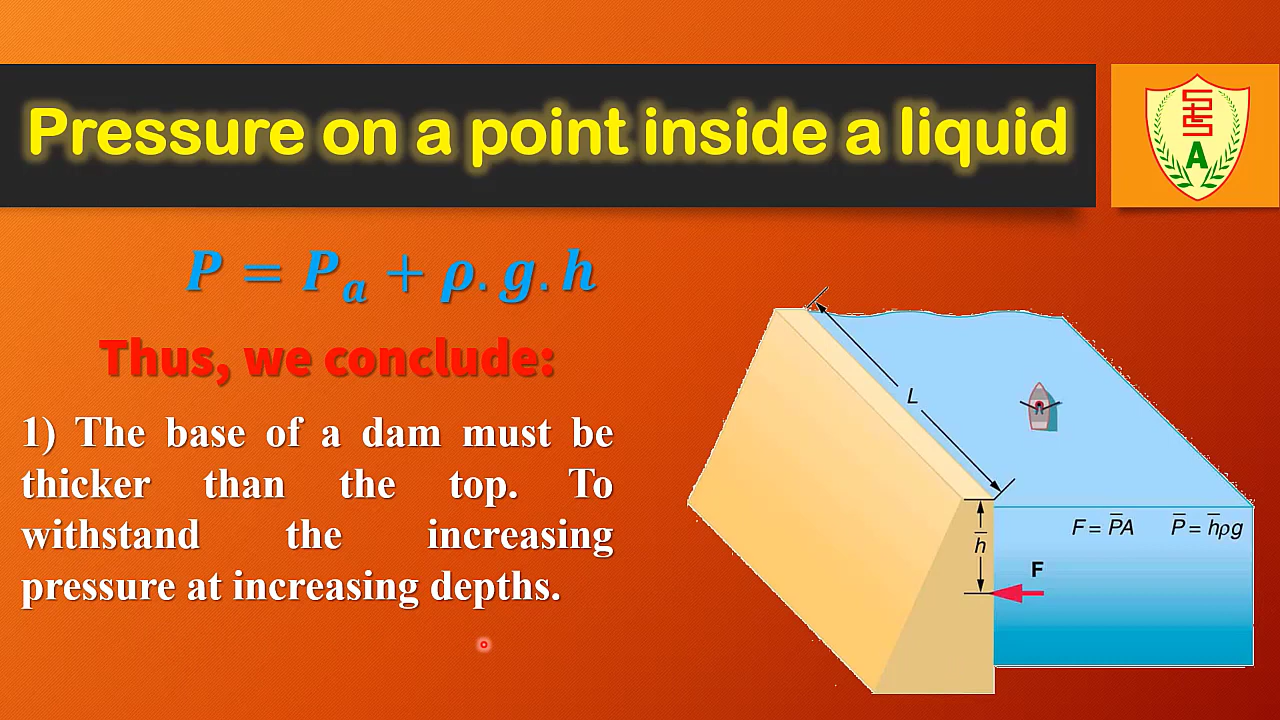 Pressure on a point inside a liquid
A
P = Pₐ + ρ. g. h
Thus, we conclude:
1) The base of a dam must be
thicker than the top. To
withstand the increasing
pressure at increasing depths.
L
F = P̅A P̅ = h̅ρg
h̅
F